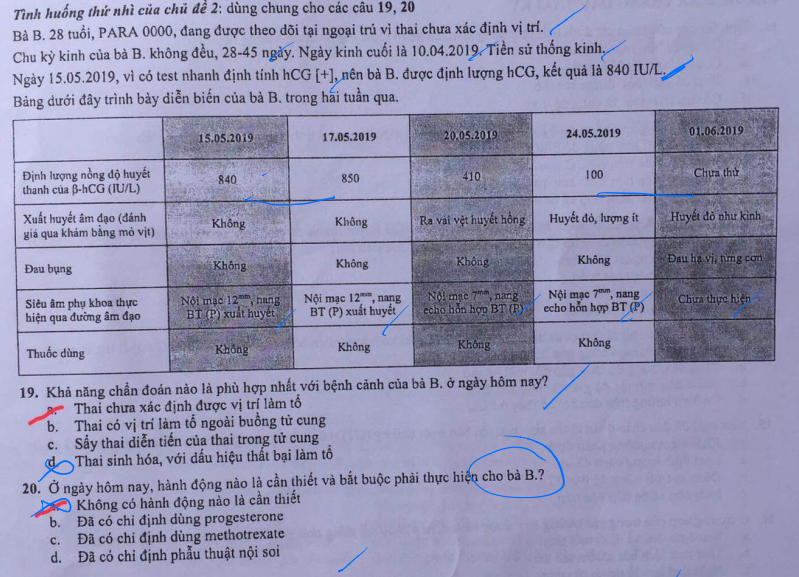 Tình huống thứ nhì của chủ đề 2: dùng chung cho các câu 19, 20
Bà B. 28 tuổi, PARA 0000, đang được theo dõi tại ngoại trú vì thai chưa xác định vị trí.
Chu kỳ kinh của bà B. không đều, 28-45 ngày. Ngày kinh cuối là 10.04.2019. Tiền sử thống kinh.
Ngày 15.05.2019, vì có test nhanh định tính hCG [+], nên bà B. được định lượng hCG, kết quả là 840 IU/L.
Bảng dưới đây trình bày diễn biến của bà B. trong hai tuần qua.
15.05.2019 17.05.2019 20.05.2019 24.05.2019 01.06.2019
Định lượng nồng độ huyết thanh của β-hCG (IU/L) 840 850 410 100 Chưa thử
Xuất huyết âm đạo (đánh giá qua khám bằng mỏ vịt) Không Không Ra vài vệt huyết hồng Huyết đỏ, lượng ít Huyết đỏ như kinh
Đau bụng Không Không Không Không Đau hạ vị, từng cơn
Siêu âm phụ khoa thực hiện qua đường âm đạo Nội mạc 12mm, nang BT (P) xuất huyết Nội mạc 12mm, nang BT (P) xuất huyết Nội mạc 7mm, nang echo hỗn hợp BT (P) Nội mạc 7mm, nang echo hỗn hợp BT (P) Chưa thực hiện
Thuốc dùng Không Không Không Không
19. Khả năng chẩn đoán nào là phù hợp nhất với bệnh cảnh của bà B. ở ngày hôm nay?
a. Thai chưa xác định được vị trí làm tổ
b. Thai có vị trí làm tổ ngoài buồng tử cung
c. Sẩy thai diễn tiến của thai trong tử cung
d. Thai sinh hóa, với dấu hiệu thất bại làm tổ
20. Ở ngày hôm nay, hành động nào là cần thiết và bắt buộc phải thực hiện cho bà B.?
a. Không có hành động nào là cần thiết
b. Đã có chỉ định dùng progesterone
c. Đã có chỉ định dùng methotrexate
d. Đã có chỉ định phẫu thuật nội soi